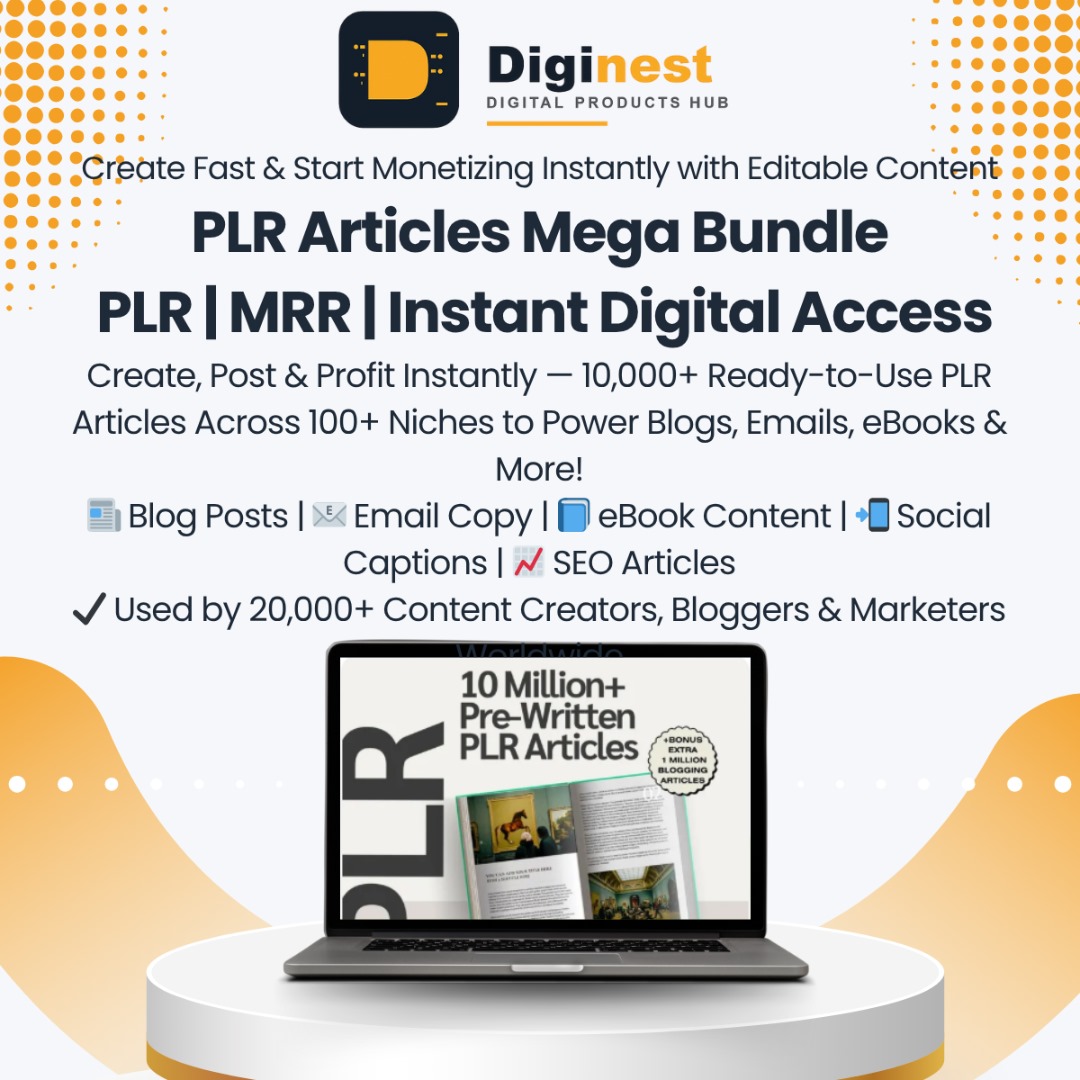 Diginest
DIGITAL PRODUCTS HUB
Create Fast & Start Monetizing Instantly with Editable Content
PLR Articles Mega Bundle
PLR | MRR | Instant Digital Access
Create, Post & Profit Instantly — 10,000+ Ready-to-Use PLR
Articles Across 100+ Niches to Power Blogs, Emails, eBooks &
More!
📰 Blog Posts | 📧 Email Copy | 📘 eBook Content | 📲 Social
Captions | 📈 SEO Articles
✔ Used by 20,000+ Content Creators, Bloggers & Marketers
Worldwide
PLR
10 Million+
Pre-Written
PLR Articles
+BONUS
EXTRA
1 MILLION
BLOGGING
ARTICLES